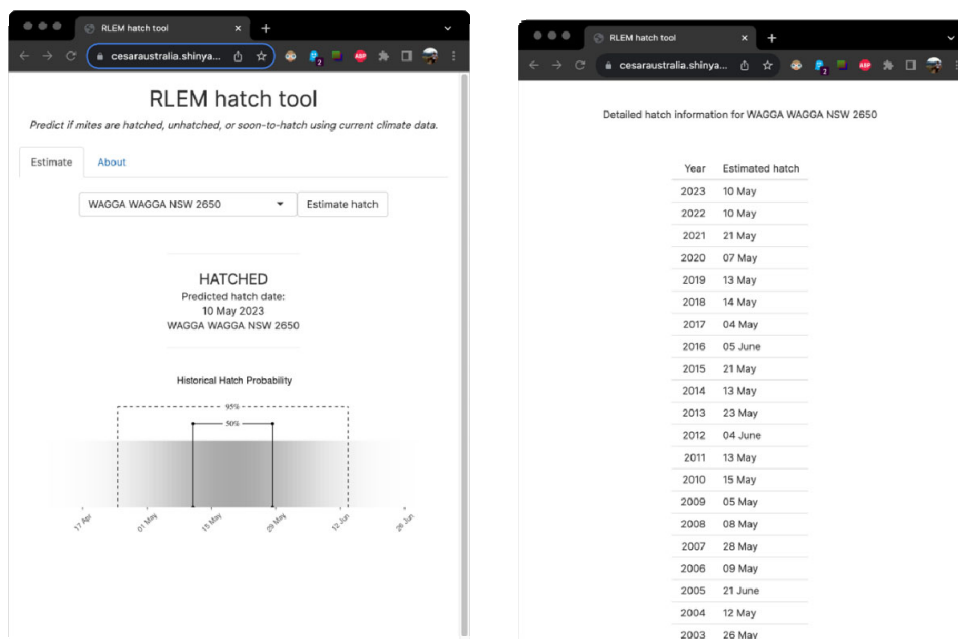 RLEM hatch tool
cesaraustralia.shinya...
2
ABP
RLEM hatch tool
Predict if mites are hatched, unhatched, or soon-to-hatch using current climate data.
Estimate About
WAGGA WAGGA NSW 2650 Estimate hatch
HATCHED
Predicted hatch date:
10 May 2023
WAGGA WAGGA NSW 2650
Historical Hatch Probability
95%
50%
17 Apr 01 May 15 May 29 May 12 Jun 26 Jun
RLEM hatch tool
cesaraustralia.shinya...
2
ABP
Detailed hatch information for WAGGA WAGGA NSW 2650
Year Estimated hatch
2023 10 May
2022 10 May
2021 21 May
2020 07 May
2019 13 May
2018 14 May
2017 04 May
2016 05 June
2015 21 May
2014 13 May
2013 23 May
2012 04 June
2011 13 May
2010 15 May
2009 05 May
2008 08 May
2007 28 May
2006 09 May
2005 21 June
2004 12 May
2003 26 May